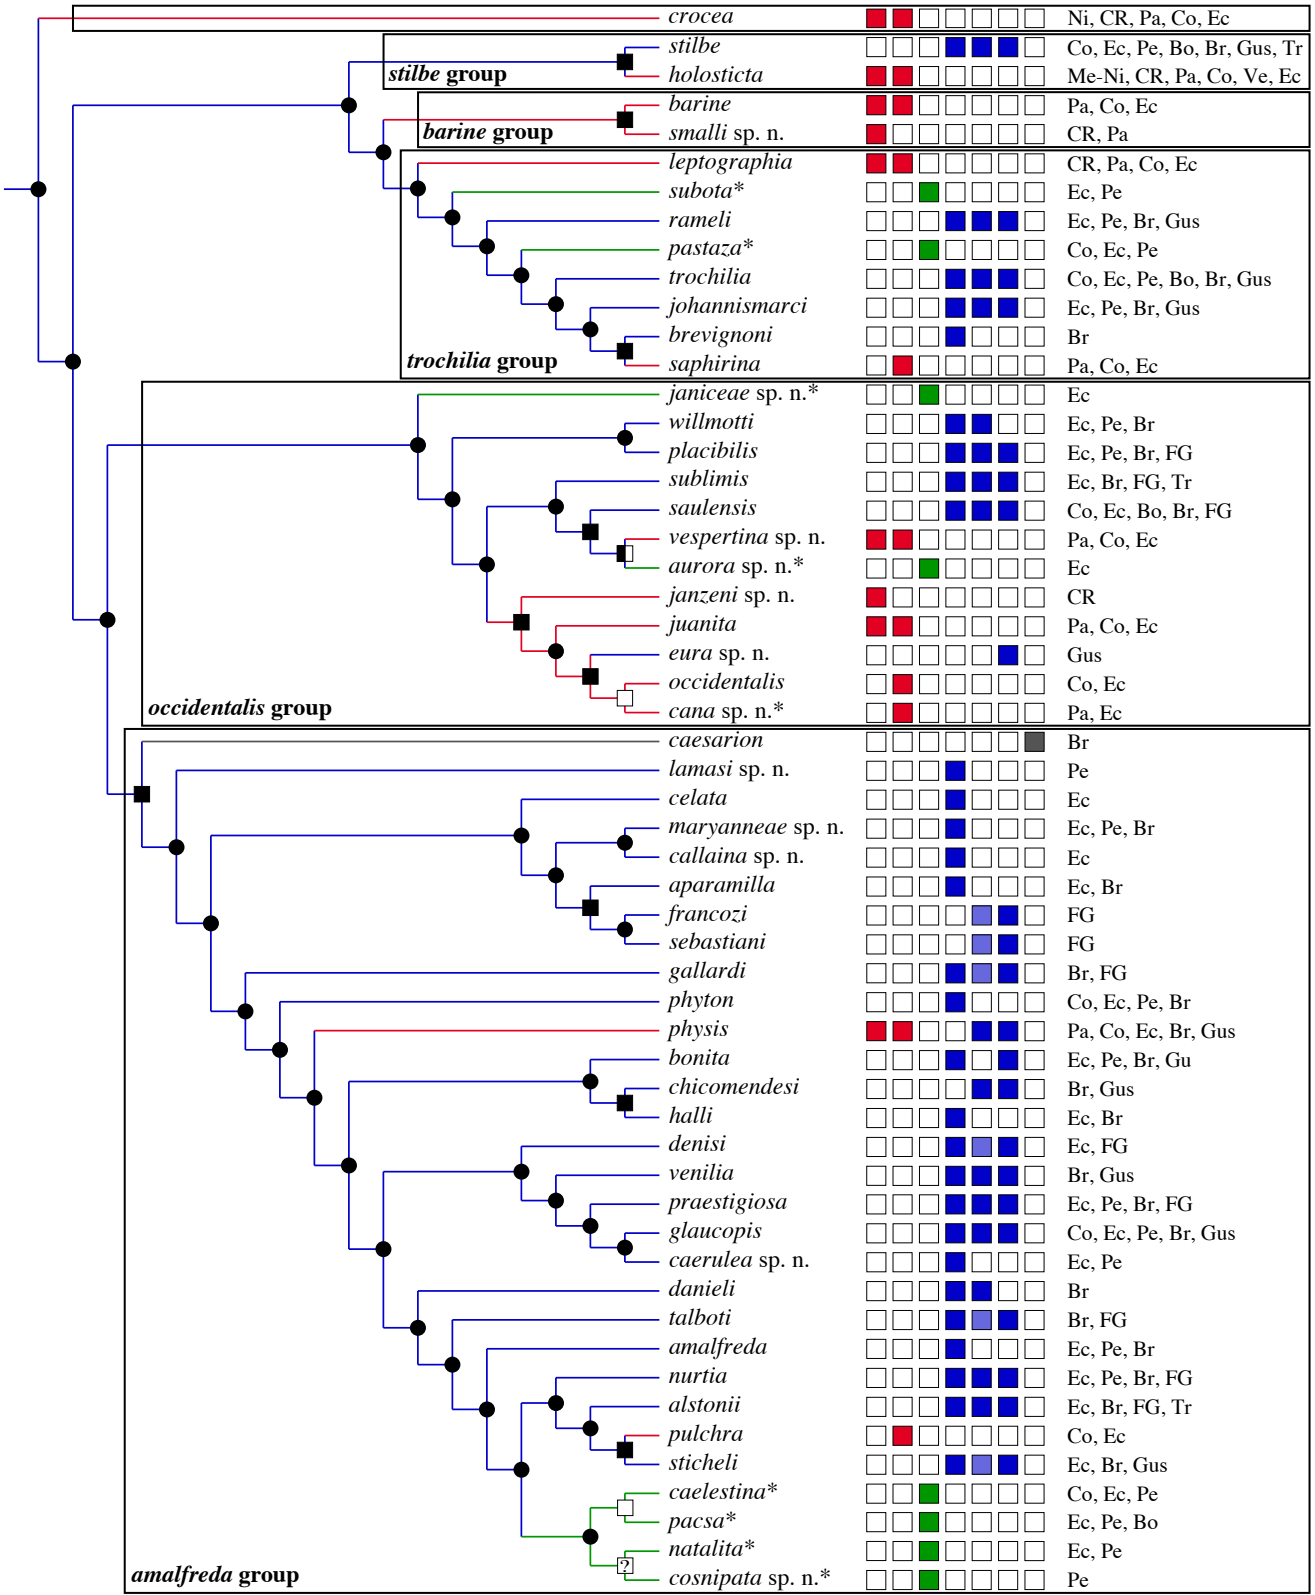 crocea Ni, CR, Pa, Co, Ec
stilbe Co, Ec, Pe, Bo, Br, Gus, Tr
stilbe group holosticta Me-Ni, CR, Pa, Co, Ve, Ec
barine Pa, Co, Ec
barine group smalli sp. n. CR, Pa
leptographia CR, Pa, Co, Ec
subota* Ec, Pe
rameli Ec, Pe, Br, Gus
pastaza* Co, Ec, Pe
trochilia Co, Ec, Pe, Bo, Br, Gus
johannismarci Ec, Pe, Br, Gus
brevignoni Br
trochilia group saphirina Pa, Co, Ec
janiceae sp. n.* Ec
willmotti Ec, Pe, Br
placibilis Ec, Pe, Br, FG
sublimis Ec, Br, FG, Tr
saulensis Co, Ec, Bo, Br, FG
vespertina sp. n. Pa, Co, Ec
aurora sp. n.* Ec
janzeni sp. n. CR
juanita Pa, Co, Ec
eura sp. n. Gus
occidentalis Co, Ec
occidentalis group cana sp. n.* Pa, Ec
caesarion Br
lamasi sp. n. Pe
celata Ec
maryanneae sp. n. Ec, Pe, Br
callaina sp. n. Ec
aparamilla Ec, Br
francozi FG
sebastiani FG
gallardi Br, FG
phyton Co, Ec, Pe, Br
physis Pa, Co, Ec, Br, Gus
bonita Ec, Pe, Br, Gu
chicomendesi Br, Gus
halli Ec, Br
denisi Ec, FG
venilia Br, Gus
praestigiosa Ec, Pe, Br, FG
glaucopis Co, Ec, Pe, Br, Gus
caerulea sp. n. Ec, Pe
danieli Br
talboti Br, FG
amalfreda Ec, Pe, Br
nurtia Ec, Pe, Br, FG
alstonii Ec, Br, FG, Tr
pulchra Co, Ec
sticheli Ec, Br, Gus
caelestina* Co, Ec, Pe
pacsa* Ec, Pe, Bo
natalita* Ec, Pe
?
amalfreda group cosnipata sp. n.* Pe